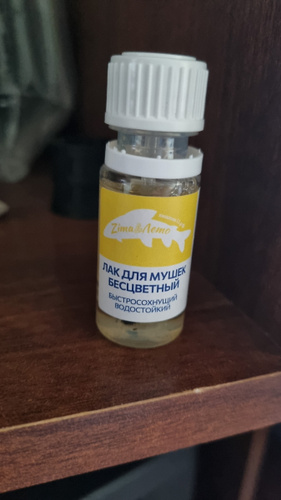 Zima&Лето
ЛАК ДЛЯ МУШЕК
БЕСЦВЕТНЫЙ
БЫСТРОСОХНУЩИЙ
ВОДОСТОЙКИЙ